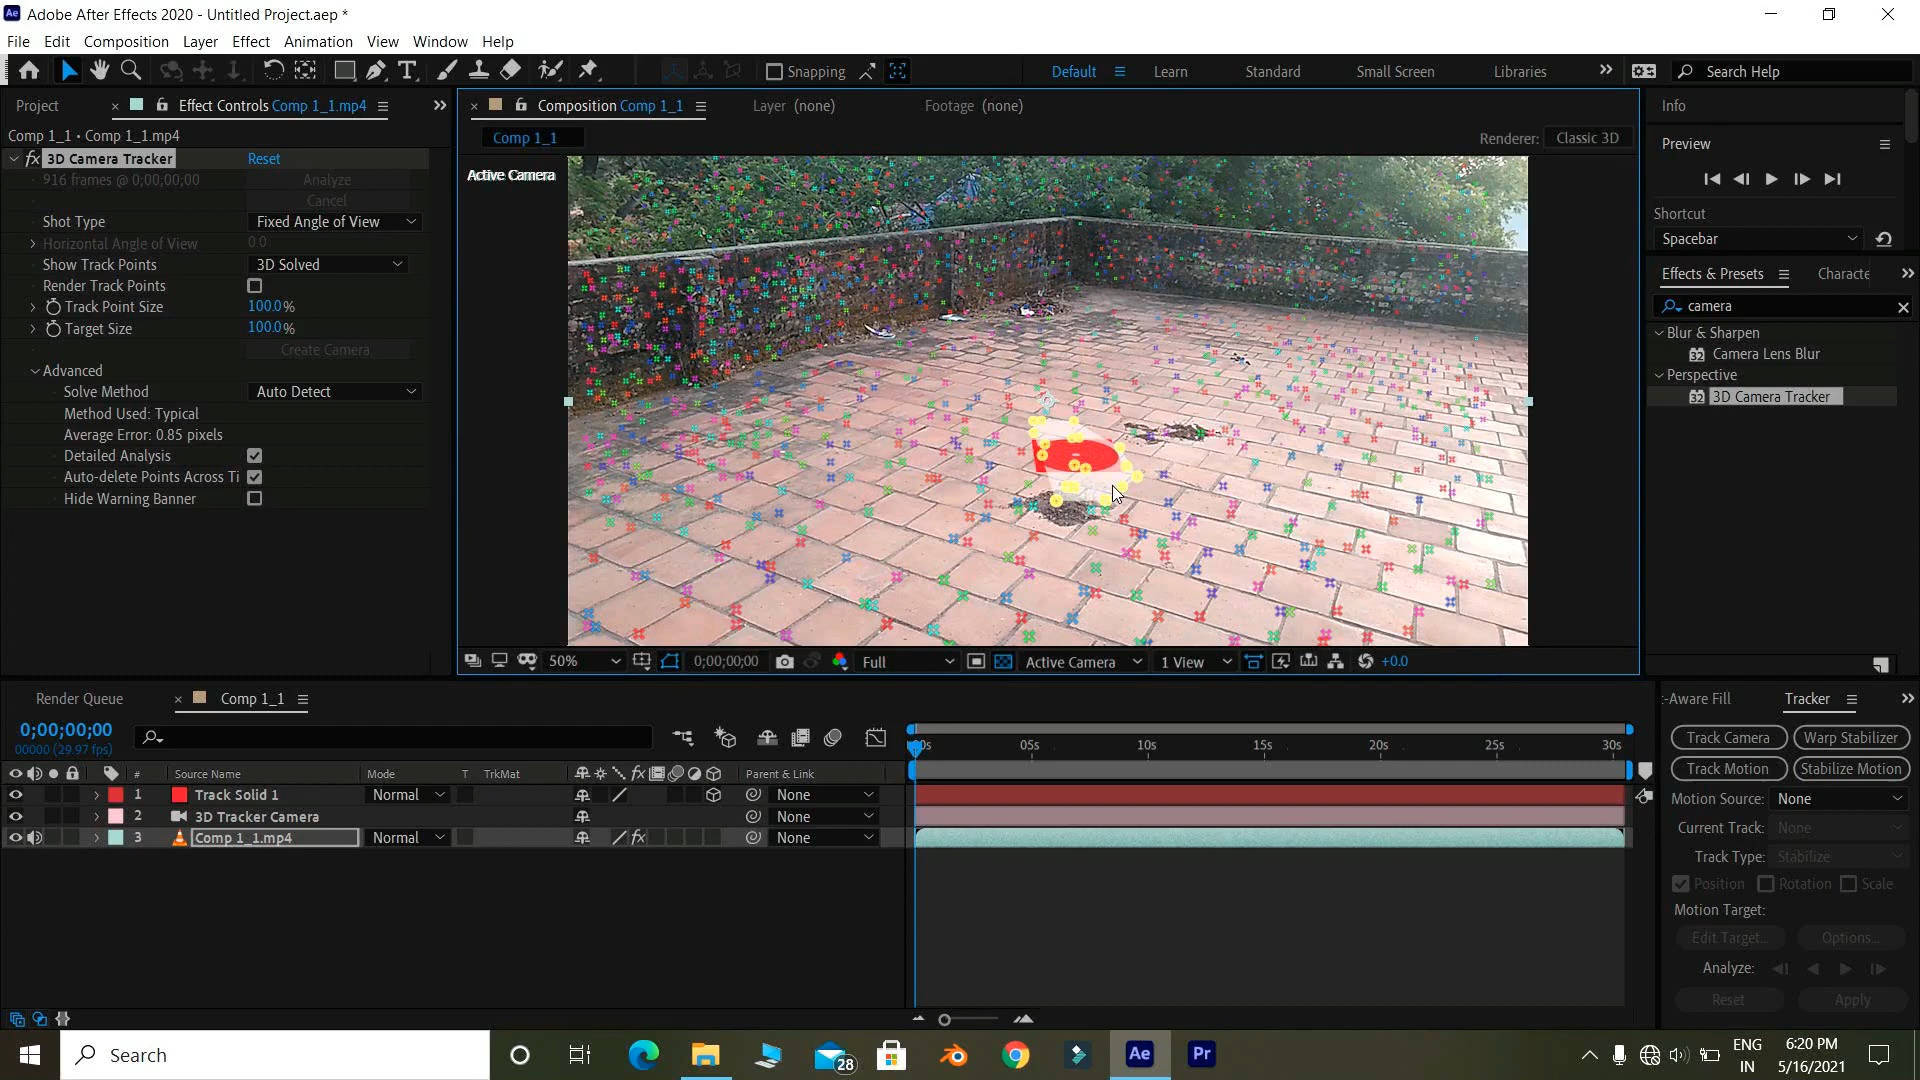 Adobe After Effects 2020 - Untitled Project.aep *
File Edit Composition Layer Effect Animation View Window Help
Snapping Default Learn Standard Small Screen Libraries Search Help
Project Effect Controls Comp 1_1.mp4
Comp 1_1 • Comp 1_1.mp4
fx 3D Camera Tracker Reset
916 frames @ 0;00;00;00 Analyze
Cancel
Shot Type Fixed Angle of View
Horizontal Angle of View 0.0
Show Track Points 3D Solved
Render Track Points
Track Point Size 100.0%
Target Size 100.0%
Create Camera
Advanced
Solve Method Auto Detect
Method Used: Typical
Average Error: 0.85 pixels
Detailed Analysis
Auto-delete Points Across Ti
Hide Warning Banner
Composition Comp 1_1 Layer (none) Footage (none)
Comp 1_1 Renderer: Classic 3D
Active Camera
50% 0;00;00;00 Full Active Camera 1 View +0.0
Info
Preview
Shortcut
Spacebar
Effects & Presets Characte
camera
Blur & Sharpen
32 Camera Lens Blur
Perspective
32 3D Camera Tracker
Render Queue Comp 1_1
0;00;00;00
00000 (29.97 fps)
00s 05s 10s 15s 20s 25s 30s
# Source Name Mode T TrkMat fx Parent & Link
1 Track Solid 1 Normal None
2 3D Tracker Camera None
3 Comp 1_1.mp4 Normal fx None
:-Aware Fill Tracker
Track Camera Warp Stabilizer
Track Motion Stabilize Motion
Motion Source: None
Current Track: None
Track Type: Stabilize
Position Rotation Scale
Motion Target:
Edit Target... Options...
Analyze:
Reset Apply
Search 28 Ae Pr
ENG
IN
6:20 PM
5/16/2021